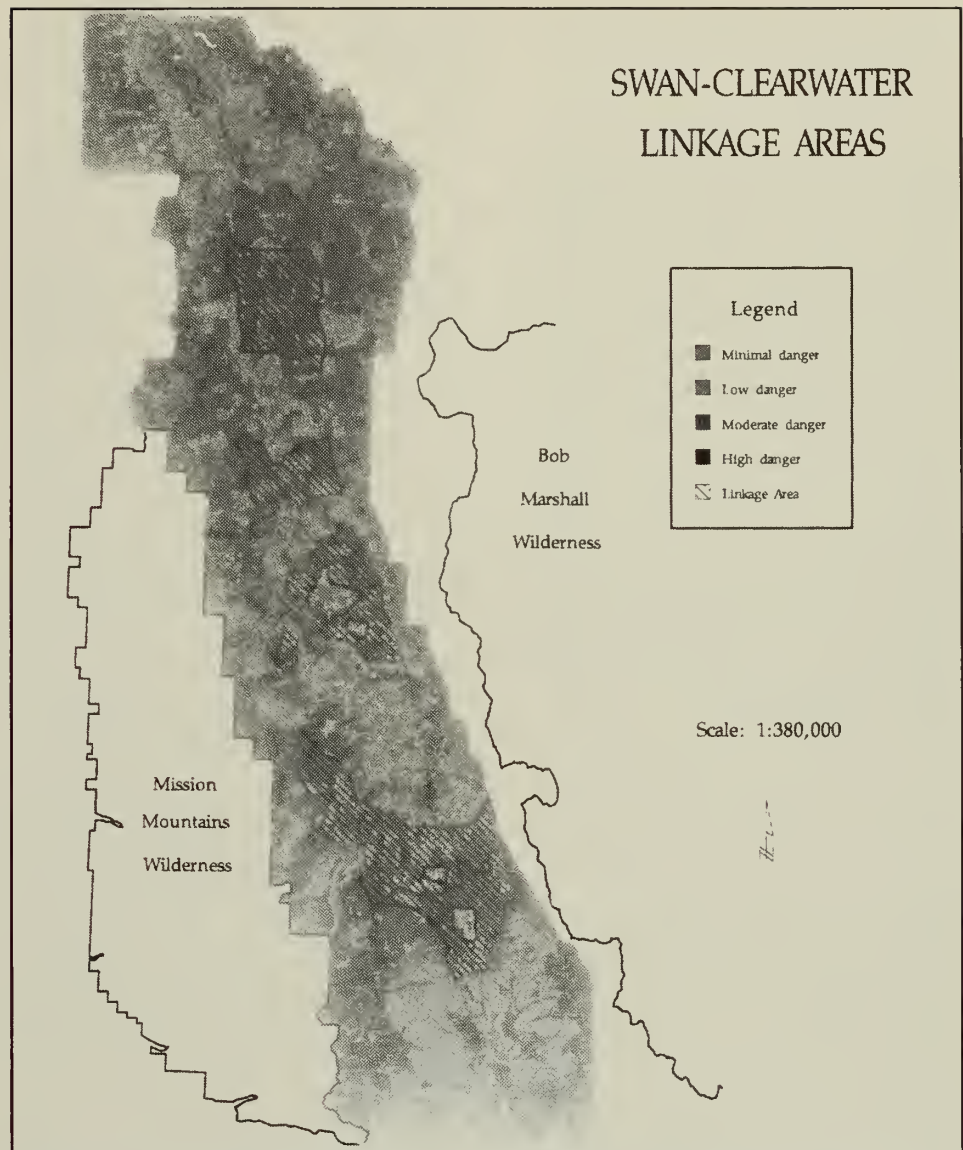 SWAN-CLEARWATER
LINKAGE AREAS
Legend
Minimal danger
Low danger
Moderate danger
High danger
Linkage Area
Bob
Marshall
Wilderness
Scale: 1:380,000
Mission
Mountains
Wilderness